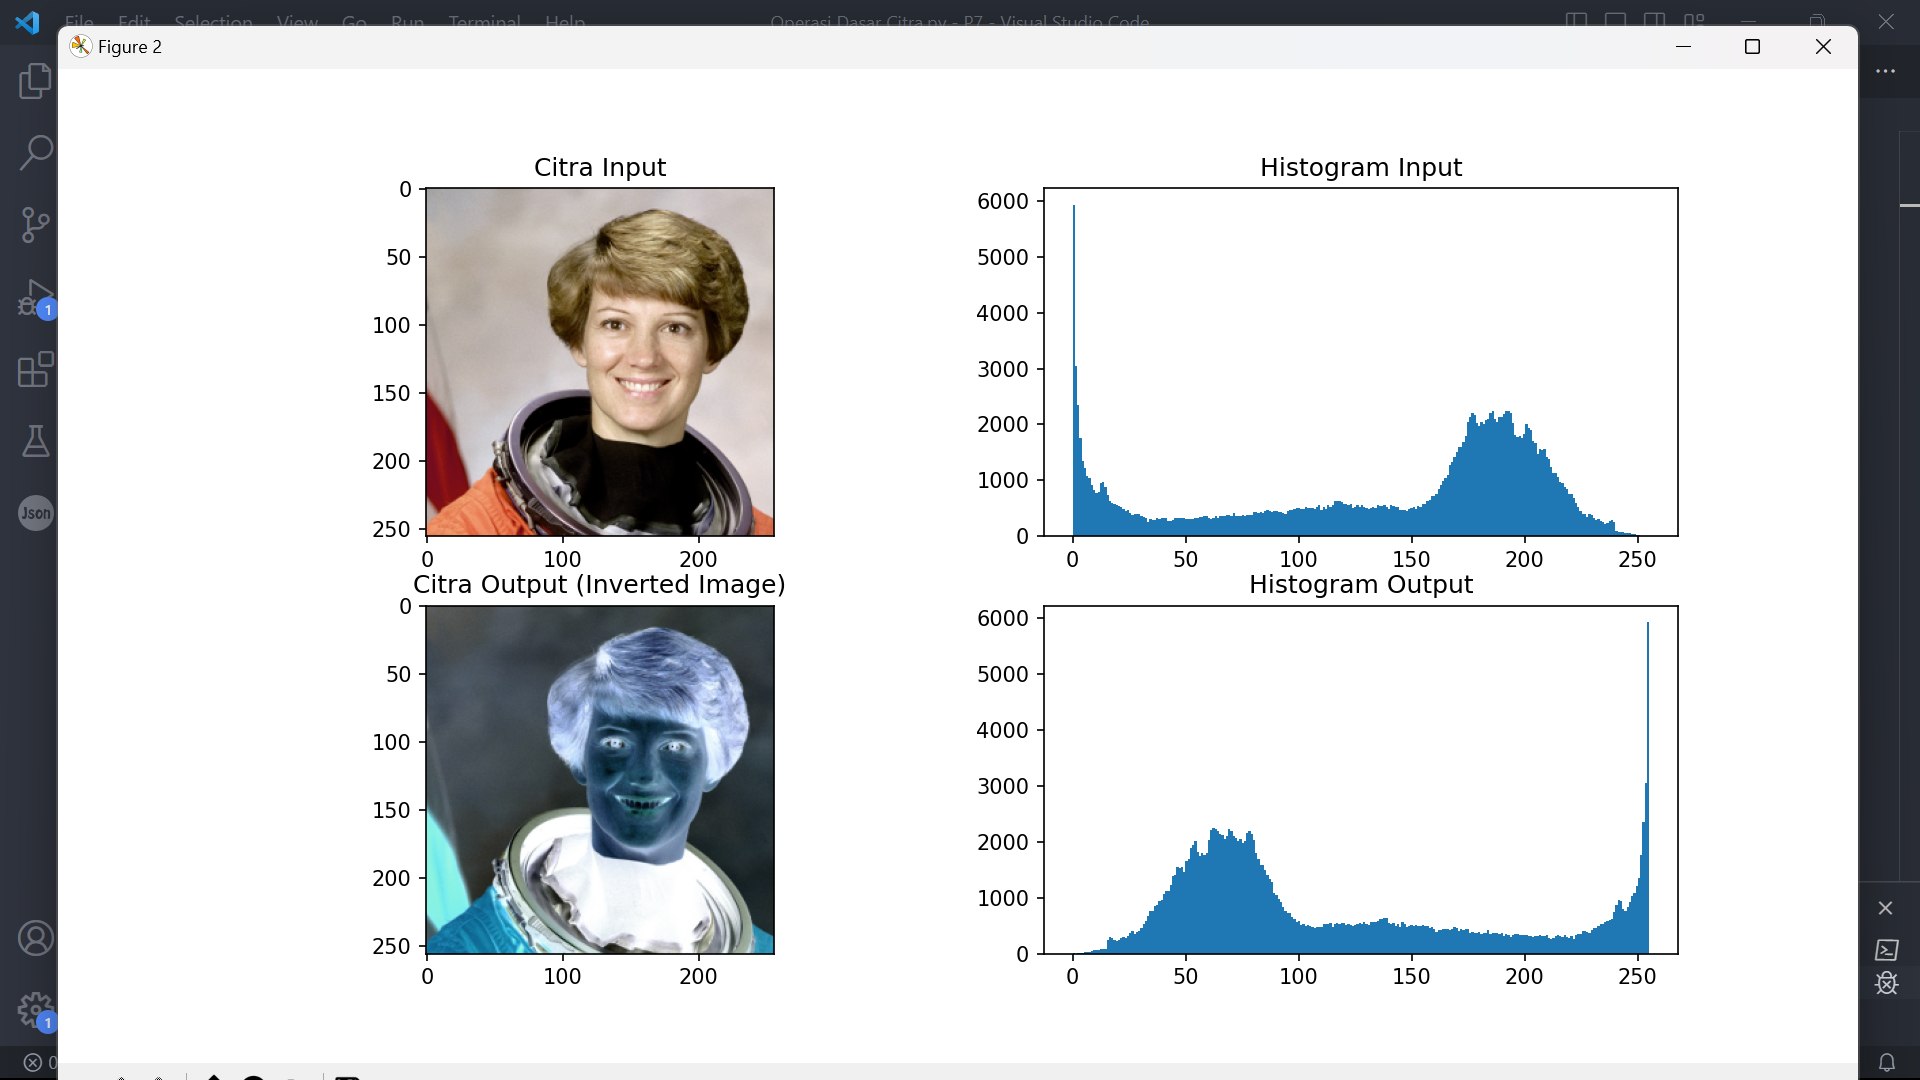 File Edit Selection View Go Run Terminal Help Operasi Dasar Citra.py - P7 - Visual Studio Code
Figure 2
Citra Input
0
50
100
150
200
250
0 100 200
Histogram Input
6000
5000
4000
3000
2000
1000
0
0 50 100 150 200 250
Citra Output (Inverted Image)
0
50
100
150
200
250
0 100 200
Histogram Output
6000
5000
4000
3000
2000
1000
0
0 50 100 150 200 250
1
Json
1
0